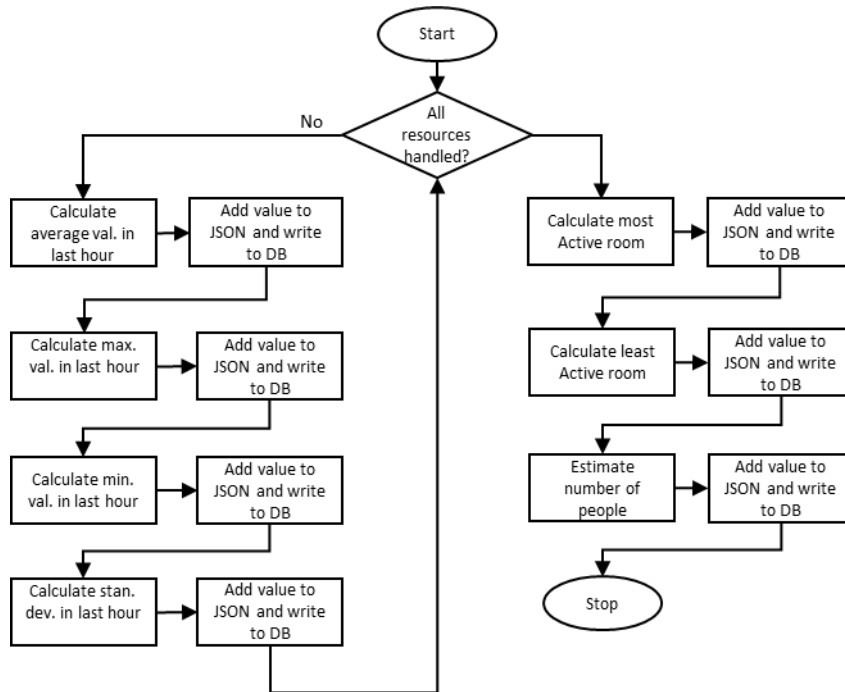 Start
All
resources
handled?
No
Calculate
average val. in
last hour
Add value to
JSON and write
to DB
Calculate max.
val. in last hour
Add value to
JSON and write
to DB
Calculate min.
val. in last hour
Add value to
JSON and write
to DB
Calculate stan.
dev. in last hour
Add value to
JSON and write
to DB
Calculate most
Active room
Add value to
JSON and write
to DB
Calculate least
Active room
Add value to
JSON and write
to DB
Estimate
number of
people
Add value to
JSON and write
to DB
Stop